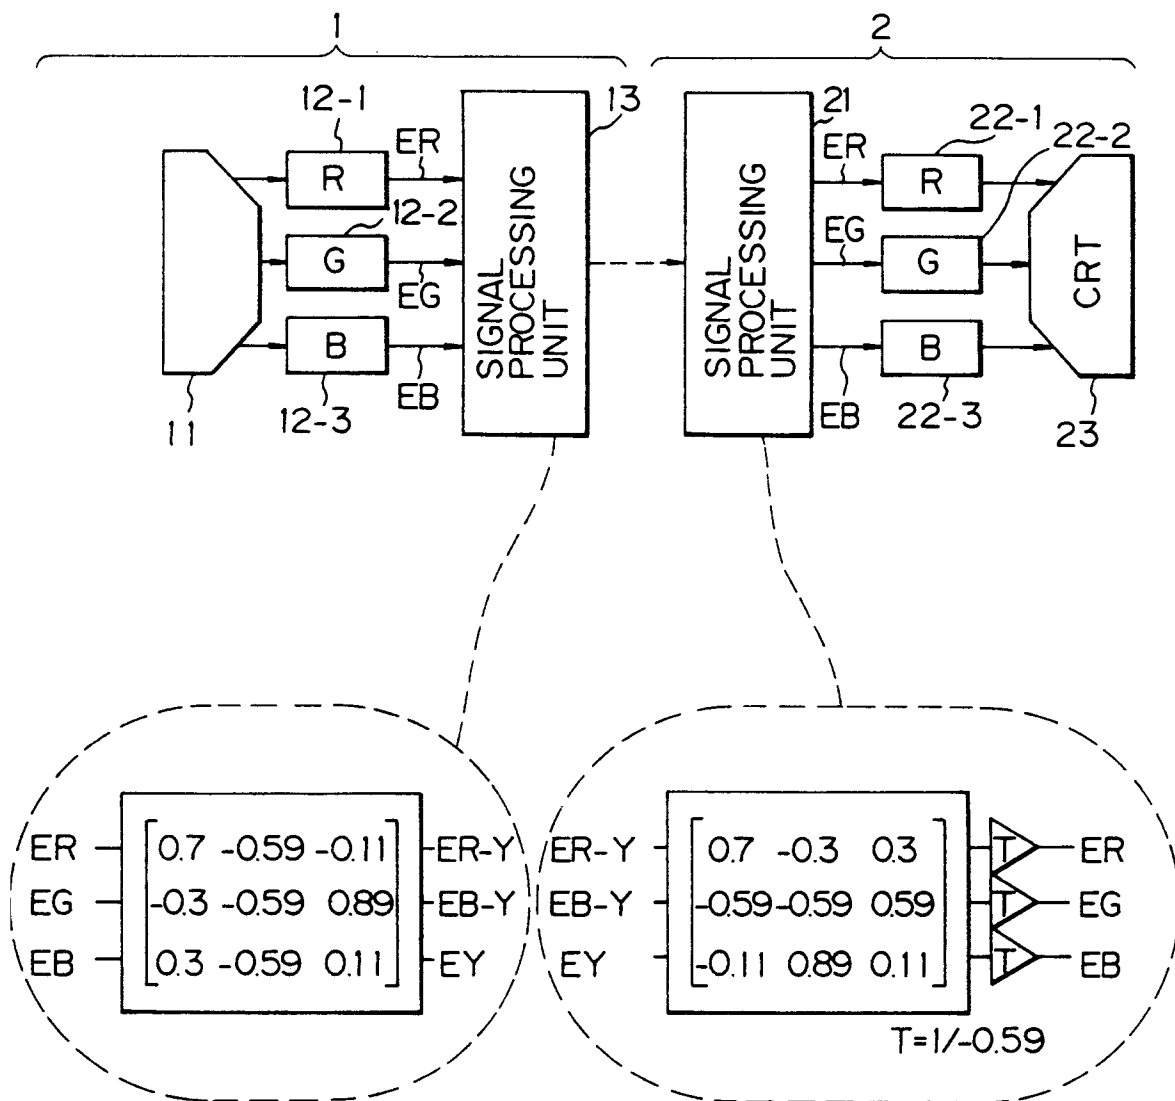 1
2
12-1
13
21
22-1
22-2
ER
ER
R
R
12-2
EG
G
G
EG
SIGNAL
PROCESSING
UNIT
SIGNAL
PROCESSING
UNIT
CRT
B
B
EB
EB
11
12-3
22-3
23
ER
0.7 -0.59 -0.11
ER-Y
EG
-0.3 -0.59 0.89
EB-Y
EB
0.3 -0.59 0.11
EY
ER-Y
0.7 -0.3 0.3
T
ER
EB-Y
-0.59 -0.59 0.59
T
EG
EY
-0.11 0.89 0.11
T
EB
T=1/-0.59